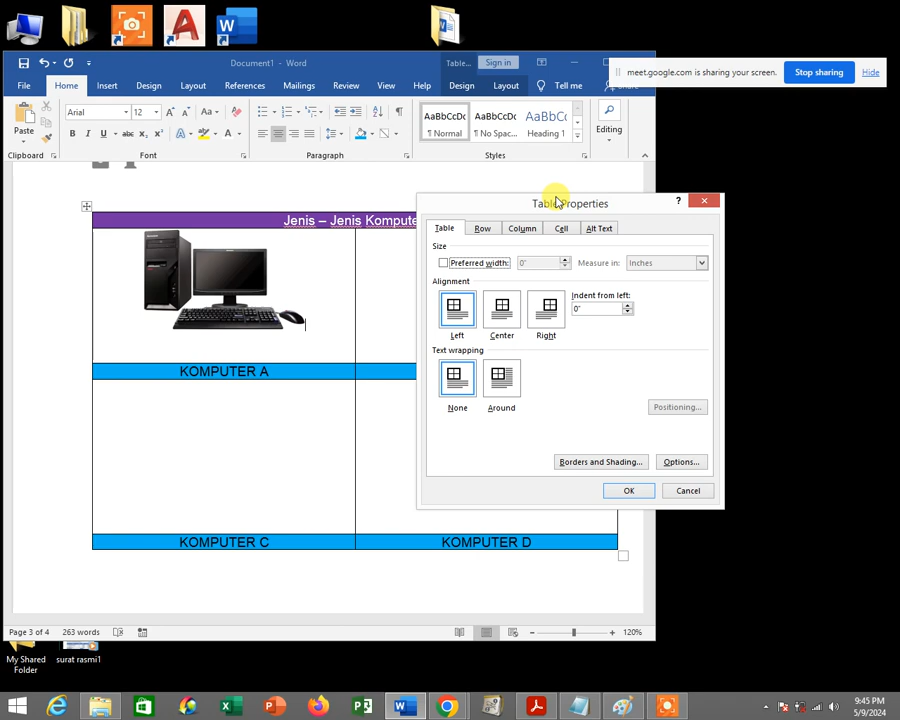 Document1 - Word
Table...
Sign in
meet.google.com is sharing your screen.
Stop sharing
Hide
File
Home
Insert
Design
Layout
References
Mailings
Review
View
Help
Design
Layout
Tell me
Share
Paste
Arial
12
Editing
AaBbCcDc
AaBbCcDc
AaBbCc
¶ Normal
¶ No Spac...
Heading 1
Clipboard
Font
Paragraph
Styles
Jenis – Jenis Kompute
KOMPUTER A
KOMPUTER C
KOMPUTER D
Table Properties
?
Table
Row
Column
Cell
Alt Text
Size
Preferred width:
0"
Measure in:
Inches
Alignment
Indent from left:
0"
Left
Center
Right
Text wrapping
None
Around
Positioning...
Borders and Shading...
Options...
OK
Cancel
Page 3 of 4
263 words
120%
My Shared
Folder
surat rasmi1
9:45 PM
5/9/2024